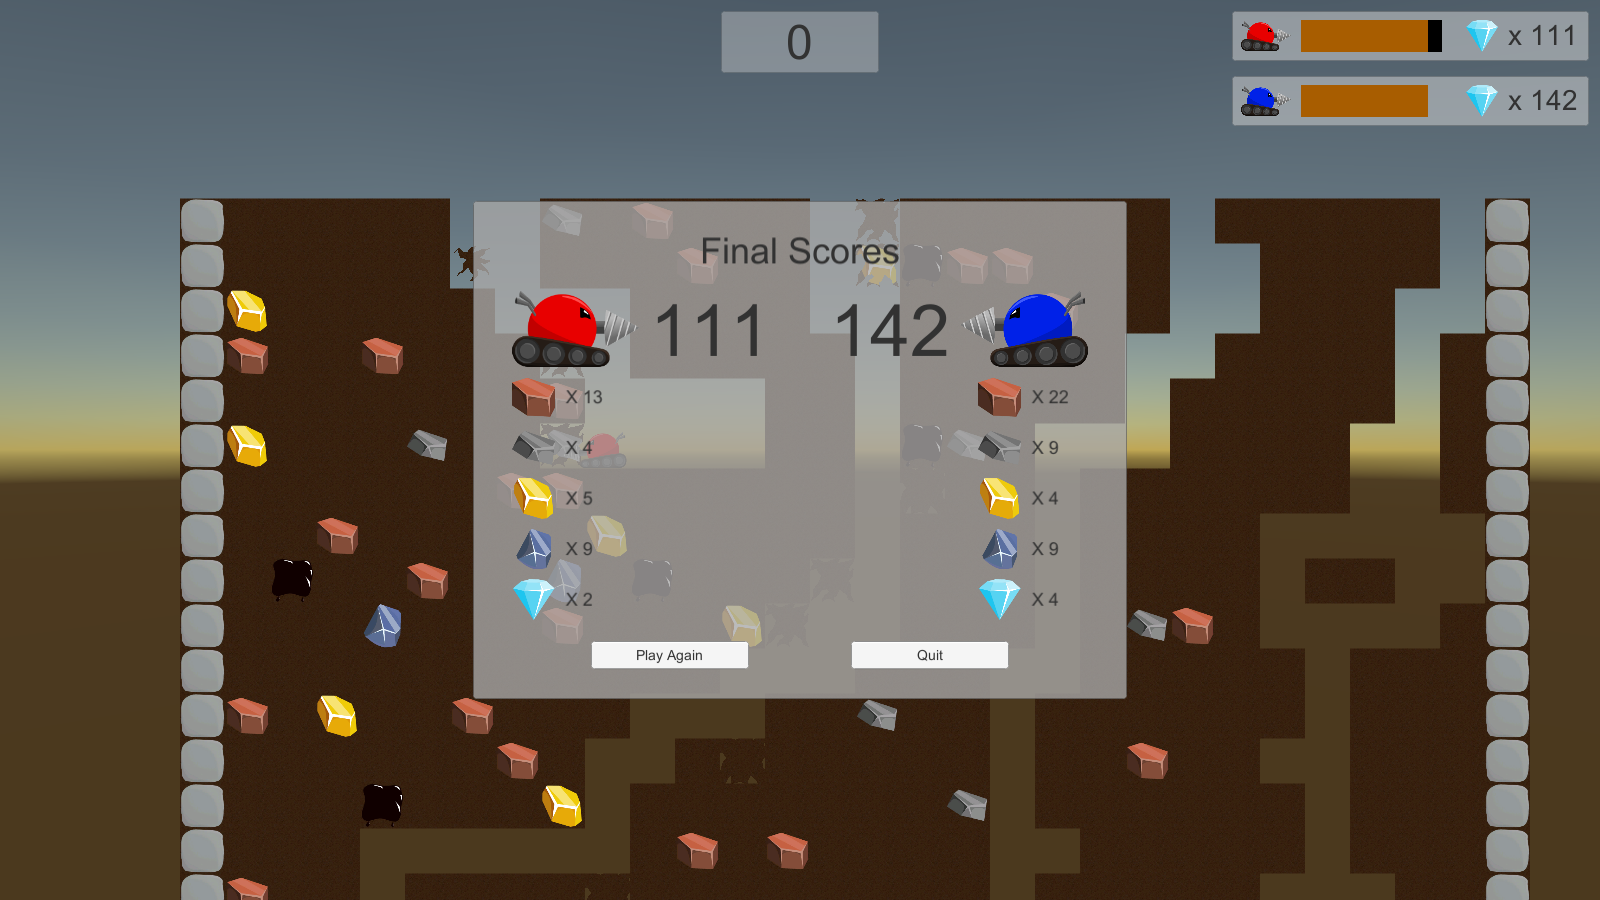 0
x 111
x 142
Final Scores
111 142
X 13 X 22
X 4 X 9
X 5 X 4
X 9 X 9
X 2 X 4
Play Again Quit